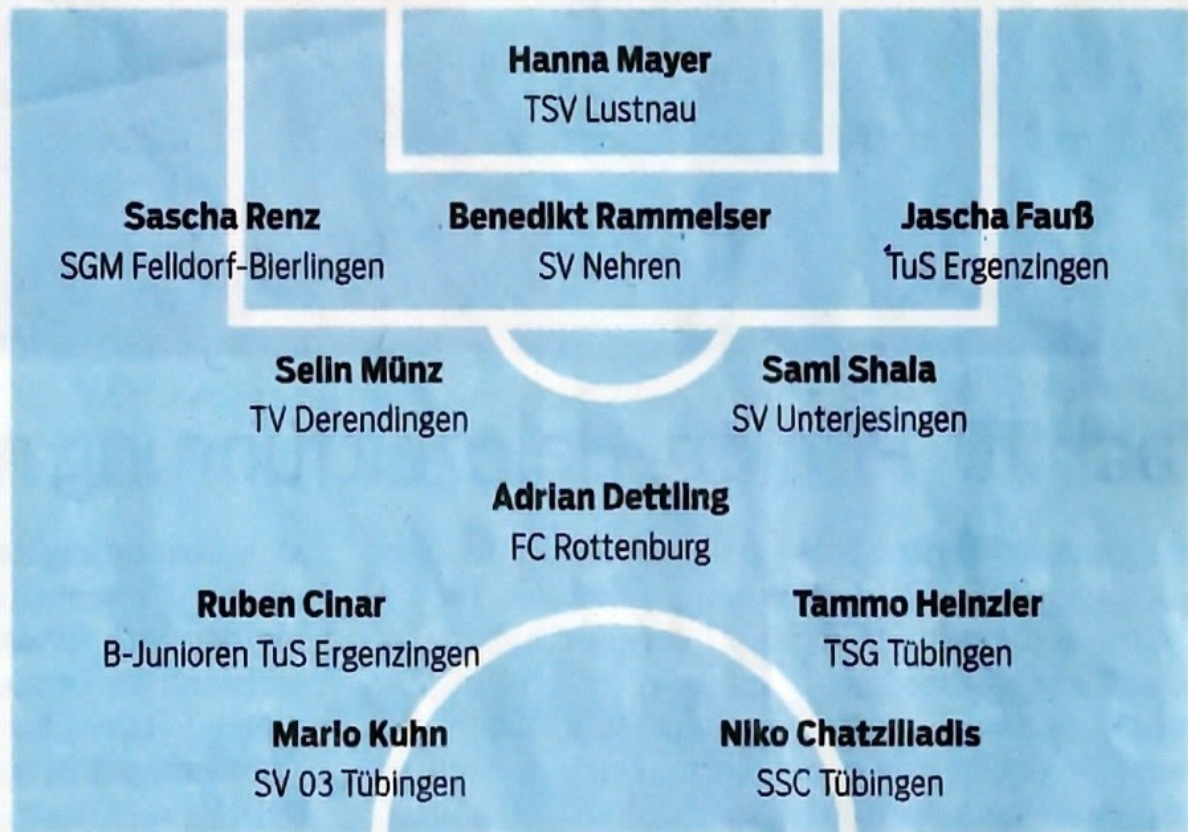 Hanna Mayer
TSV Lustnau
Sascha Renz Benedikt Rammelser Jascha Fauß
SGM Felldorf-Bierlingen SV Nehren TuS Ergenzingen
Selin Münz Sami Shala
TV Derendingen SV Unterjesingen
Adrian Dettling
FC Rottenburg
Ruben Cinar Tammo Heinzler
B-Junioren TuS Ergenzingen TSG Tübingen
Mario Kuhn Niko Chatziliadis
SV 03 Tübingen SSC Tübingen